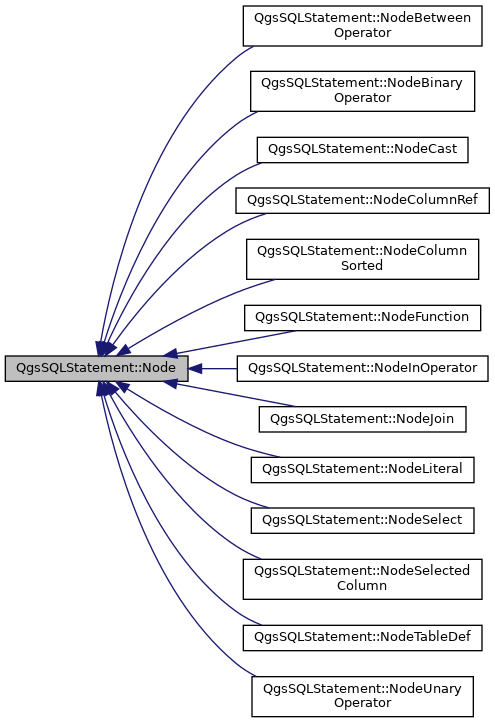 QgsSQLStatement::NodeBetween
Operator
QgsSQLStatement::NodeBinary
Operator
QgsSQLStatement::NodeCast
QgsSQLStatement::NodeColumnRef
QgsSQLStatement::NodeColumn
Sorted
QgsSQLStatement::NodeFunction
QgsSQLStatement::Node
QgsSQLStatement::NodeInOperator
QgsSQLStatement::NodeJoin
QgsSQLStatement::NodeLiteral
QgsSQLStatement::NodeSelect
QgsSQLStatement::NodeSelected
Column
QgsSQLStatement::NodeTableDef
QgsSQLStatement::NodeUnary
Operator